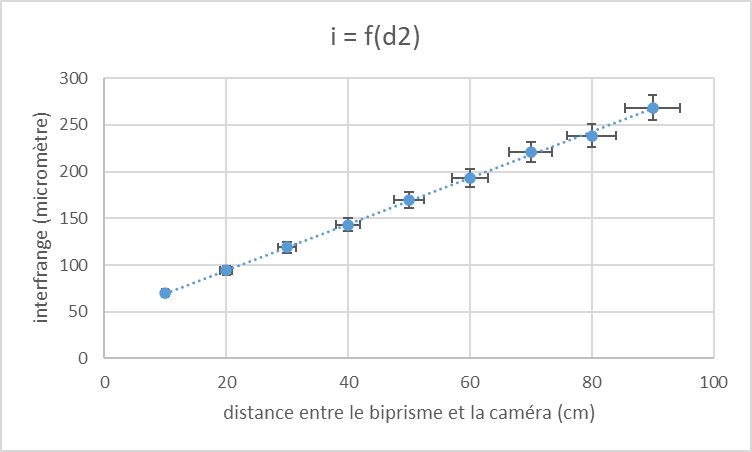 i = f(d2)
300
250
200
150
100
50
0
interfrange (micromètre)
0 20 40 60 80 100
distance entre le biprisme et la caméra (cm)